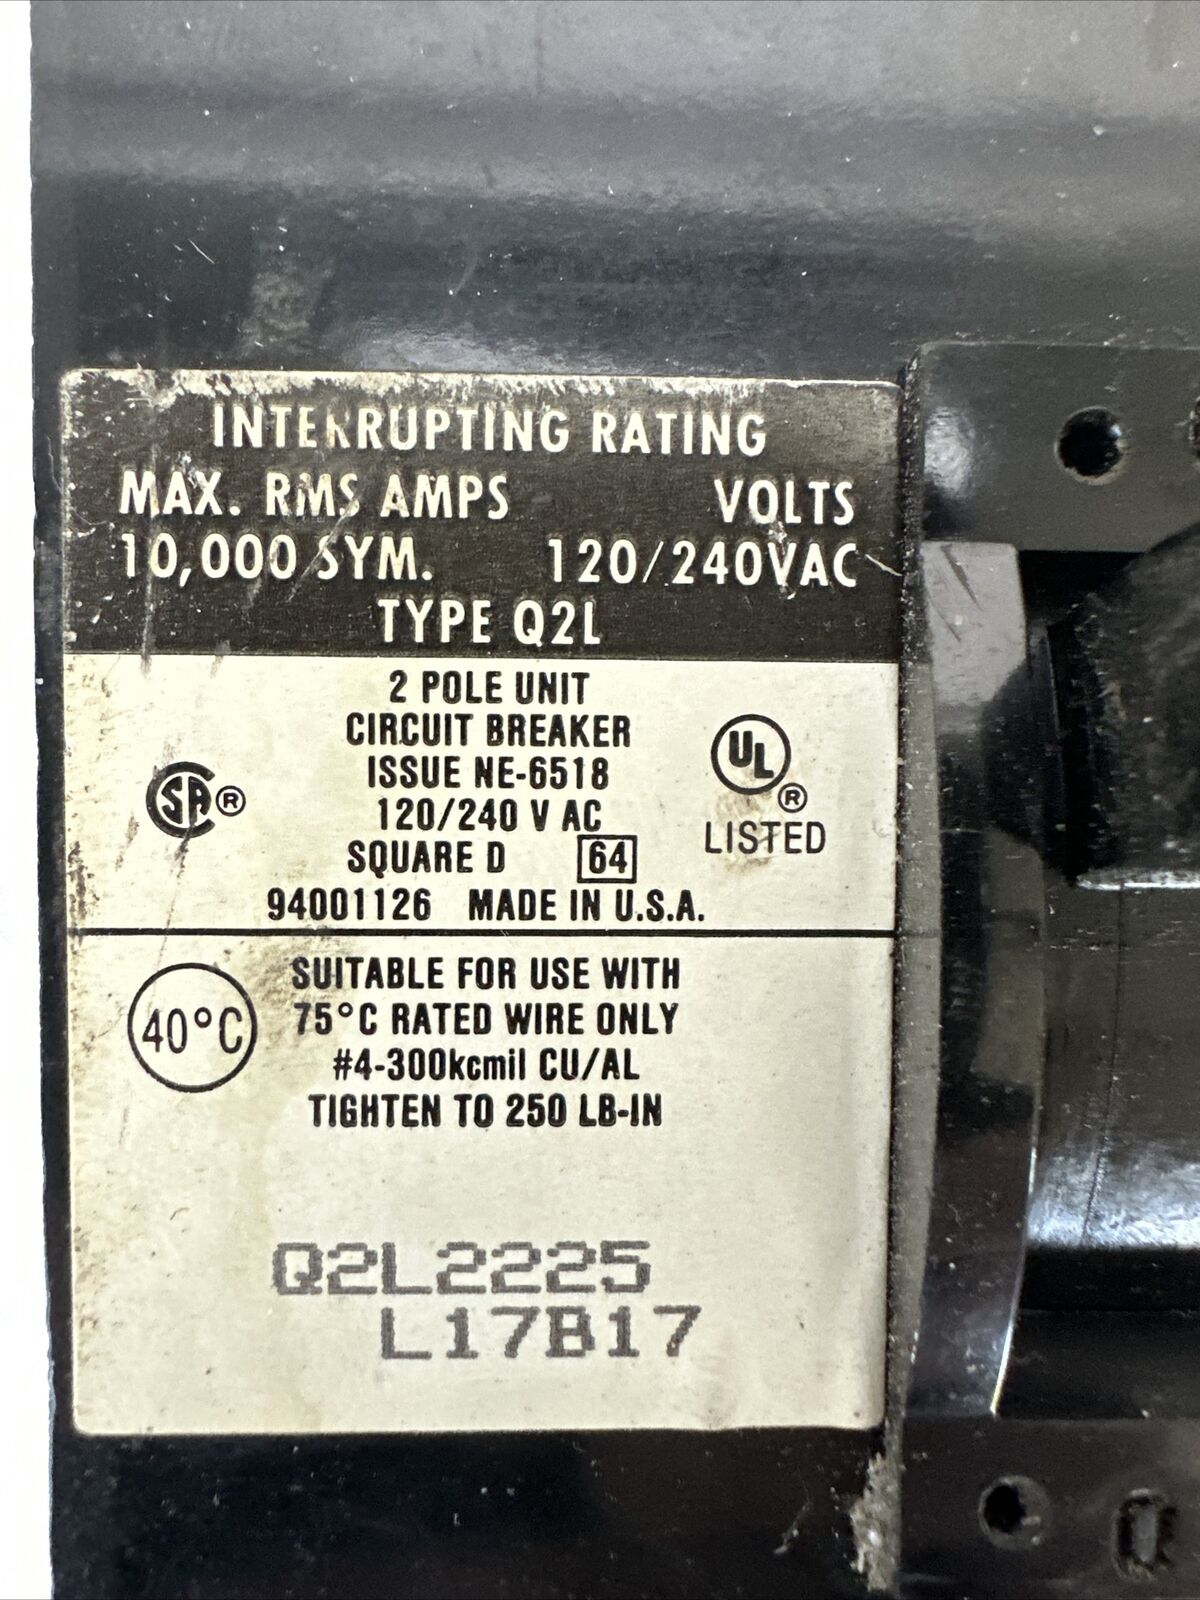 INTERRUPTING RATING
MAX. RMS AMPS VOLTS
10,000 SYM. 120/240VAC
TYPE Q2L
2 POLE UNIT
CIRCUIT BREAKER
ISSUE NE-6518
120/240 V AC
SQUARE D 64
94001126 MADE IN U.S.A.
SA ®
UL ®
LISTED
40°C
SUITABLE FOR USE WITH
75°C RATED WIRE ONLY
#4-300kcmil CU/AL
TIGHTEN TO 250 LB-IN
Q2L2225
L17B17